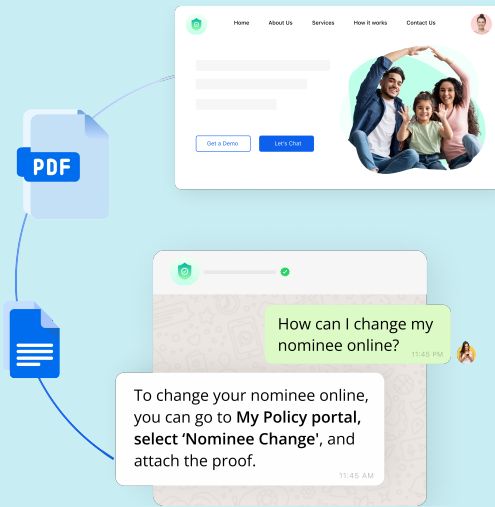 Home About Us Services How it works Contact Us
Get a Demo Let's Chat
PDF
How can I change my
nominee online?
11:45 PM
To change your nominee online,
you can go to My Policy portal,
select ‘Nominee Change', and
attach the proof.
11:45 AM